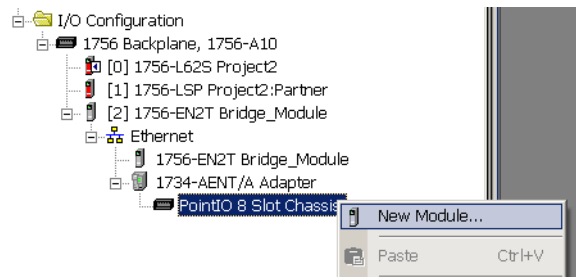 I/O Configuration
1756 Backplane, 1756-A10
[0] 1756-L62S Project2
[1] 1756-LSP Project2:Partner
[2] 1756-EN2T Bridge_Module
Ethernet
1756-EN2T Bridge_Module
1734-AENT/A Adapter
PointIO 8 Slot Chassis
New Module...
Paste Ctrl+V